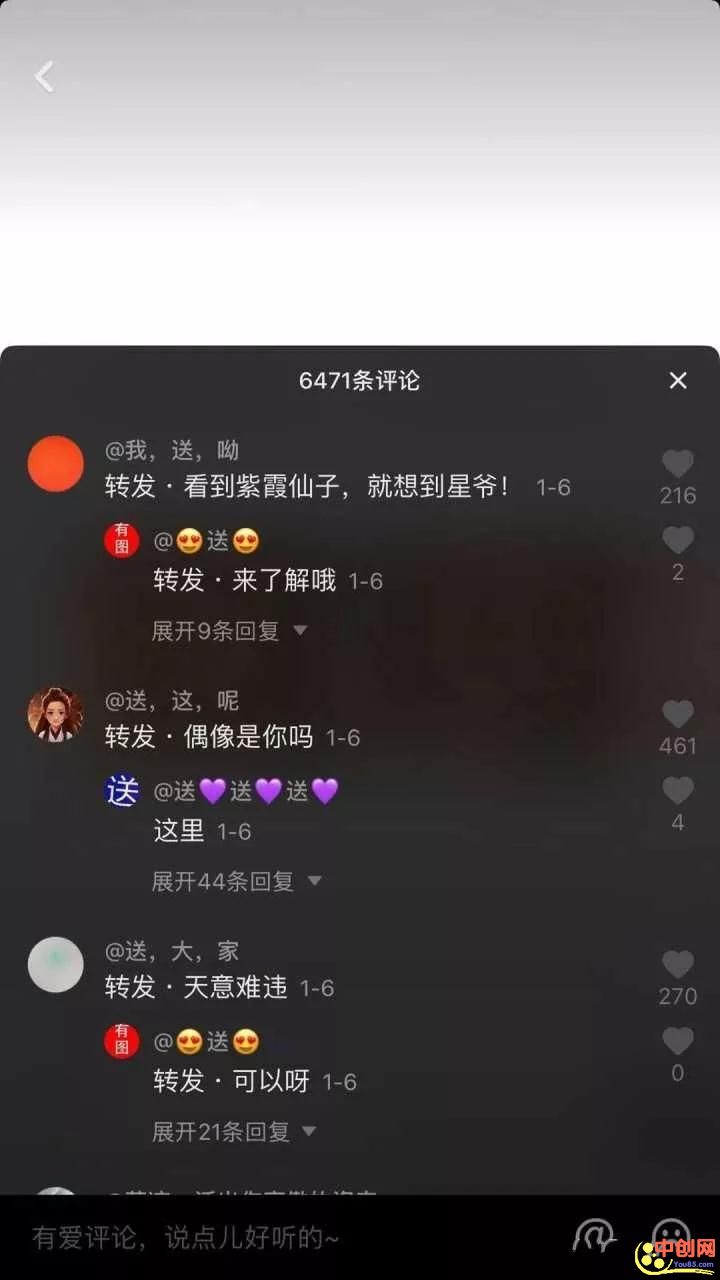 6471条评论
@我，送，呦
转发 · 看到紫霞仙子，就想到星爷！ 1-6
216
有图
@😍送😍
2
转发 · 来了解哦 1-6
展开9条回复
@送，这，呢
转发 · 偶像是你吗 1-6
461
送
@送💜送💜送💜
这里 1-6
4
展开44条回复
@送，大，家
转发 · 天意难违 1-6
270
有图
@😍送😍
转发 · 可以呀 1-6
0
展开21条回复
有爱评论，说点儿好听的~
中创网
You85.com